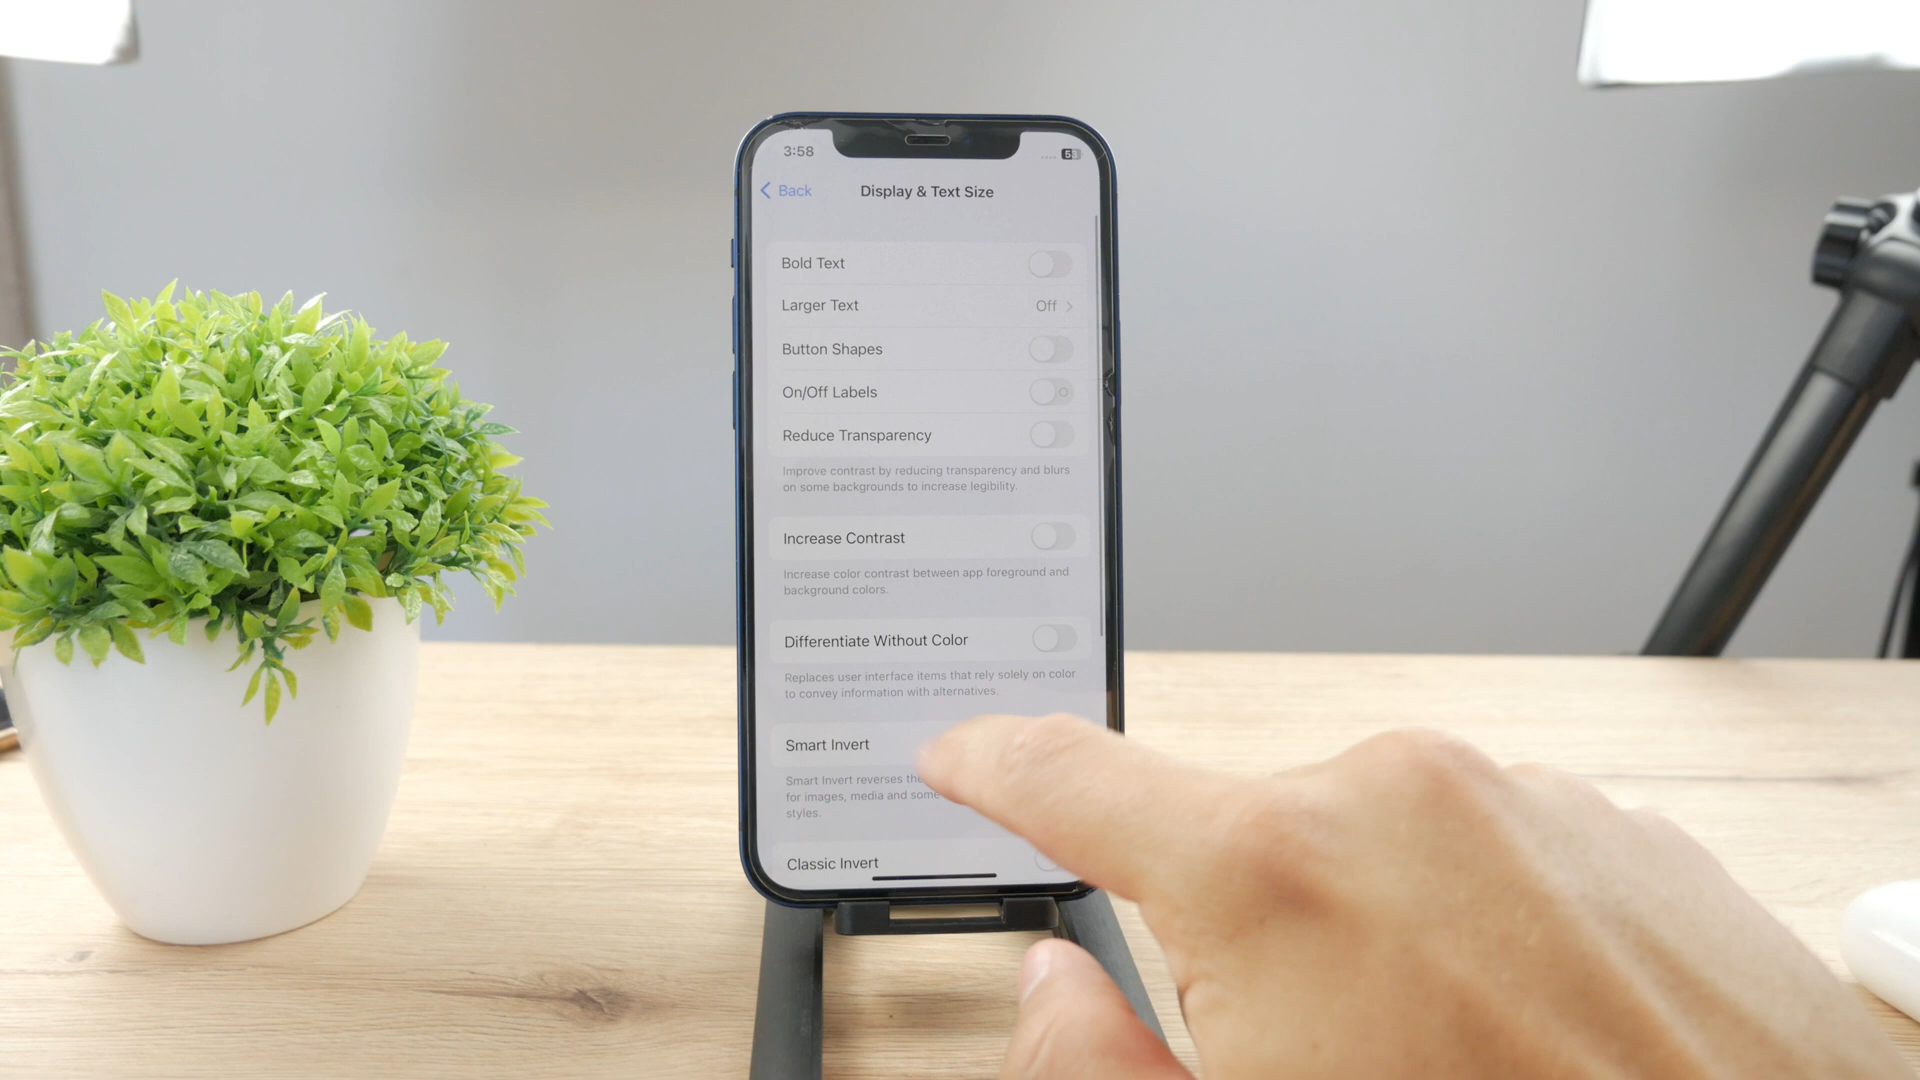 3:58
53
Back
Display & Text Size
Bold Text
Larger Text Off
Button Shapes
On/Off Labels
Reduce Transparency
Improve contrast by reducing transparency and blurs
on some backgrounds to increase legibility.
Increase Contrast
Increase color contrast between app foreground and
background colors.
Differentiate Without Color
Replaces user interface items that rely solely on color
to convey information with alternatives.
Smart Invert
Smart Invert reverses the
for images, media and some
styles.
Classic Invert